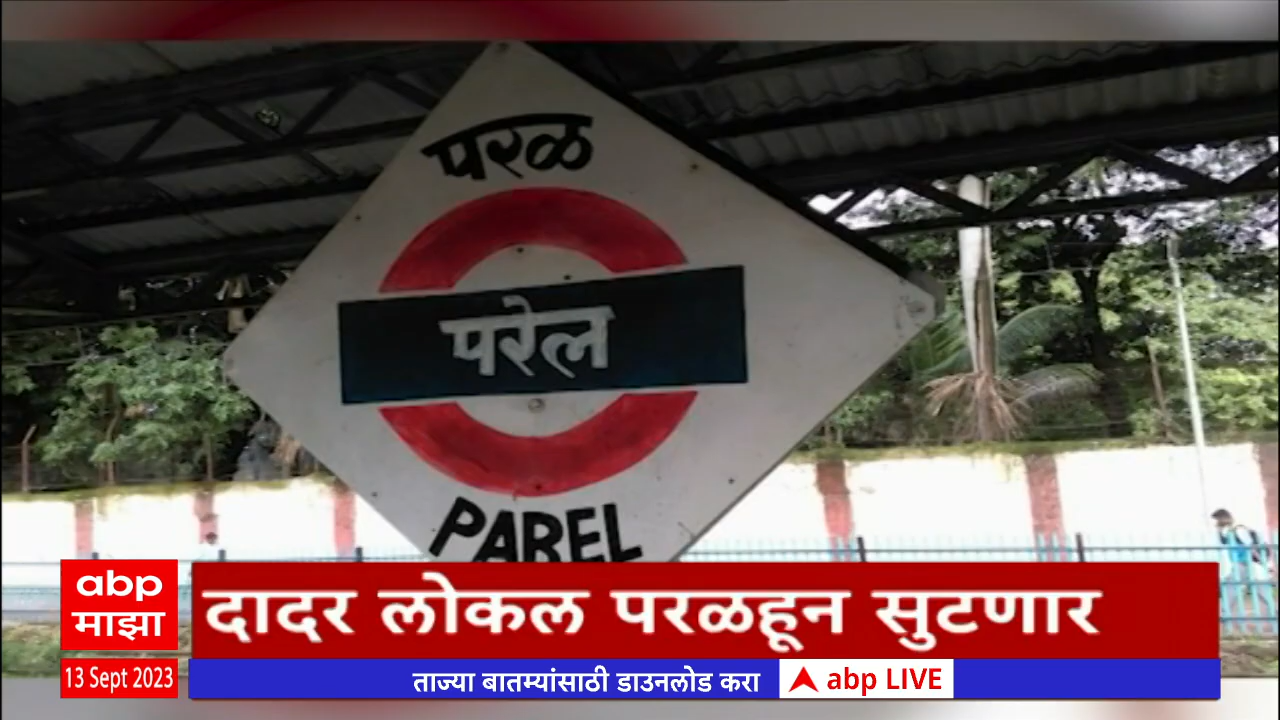 परळ
परेल
PAREL
abp
माझा
दादर लोकल परळहून सुटणार
13 Sept 2023
ताज्या बातम्यांसाठी डाउनलोड करा abp LIVE